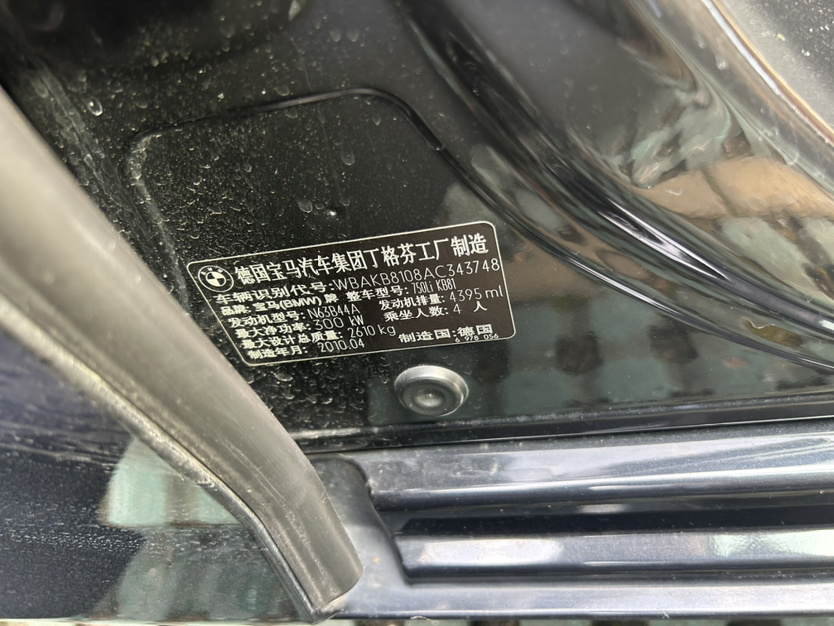 德国宝马汽车集团丁格芬工厂制造
车辆识别代号:WBAKB8108AC343748
品牌:宝马(BMW)牌 整车型号:750Li KB81
发动机型号:N63B44A 发动机排量:4395 ml
最大净功率:300 kW 乘坐人数:4 人
最大设计总质量:2610 kg
制造年月:2010.04 制造国:德国
6 978 056